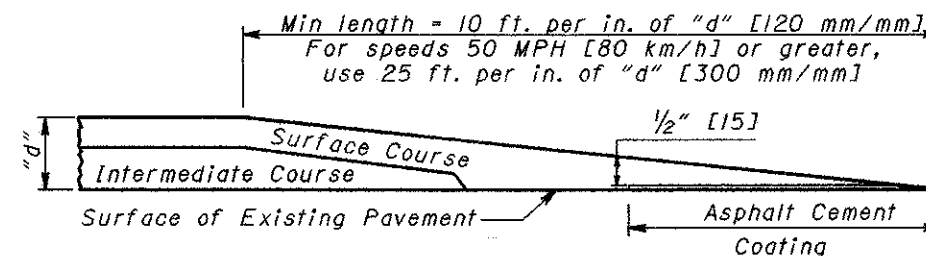 Min length = 10 ft. per in. of "d" [120 mm/mm]
For speeds 50 MPH [80 km/h] or greater,
use 25 ft. per in. of "d" [300 mm/mm]
1/2" [15]
"d"
Surface Course
Intermediate Course
Surface of Existing Pavement
Asphalt Cement
Coating